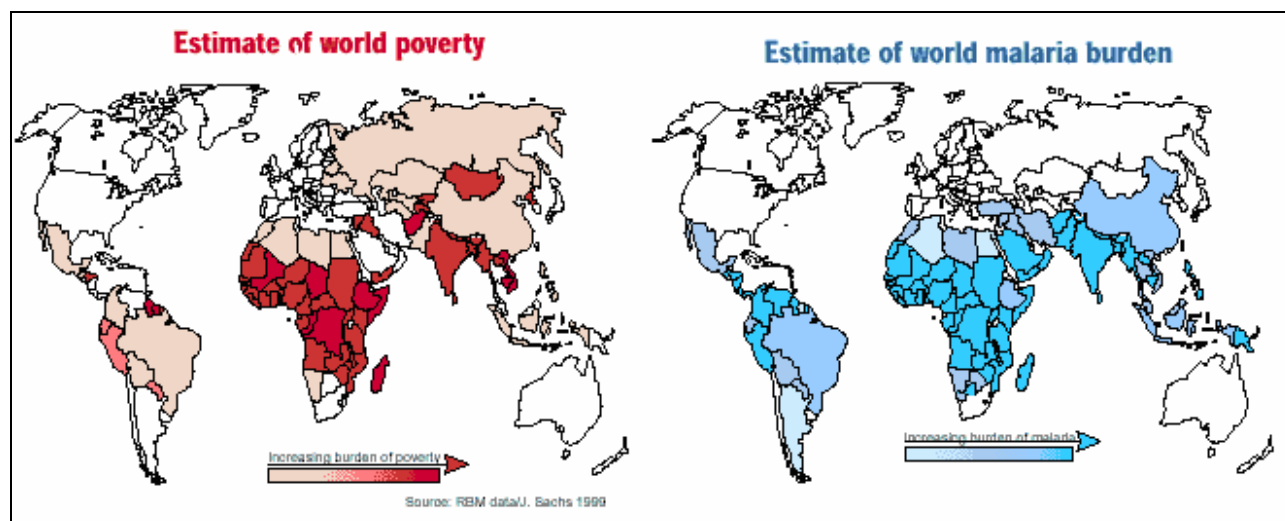 Estimate of world poverty
Estimate of world malaria burden
Increasing burden of poverty
Increasing burden of malaria
Source: RBM data/J. Sachs 1999